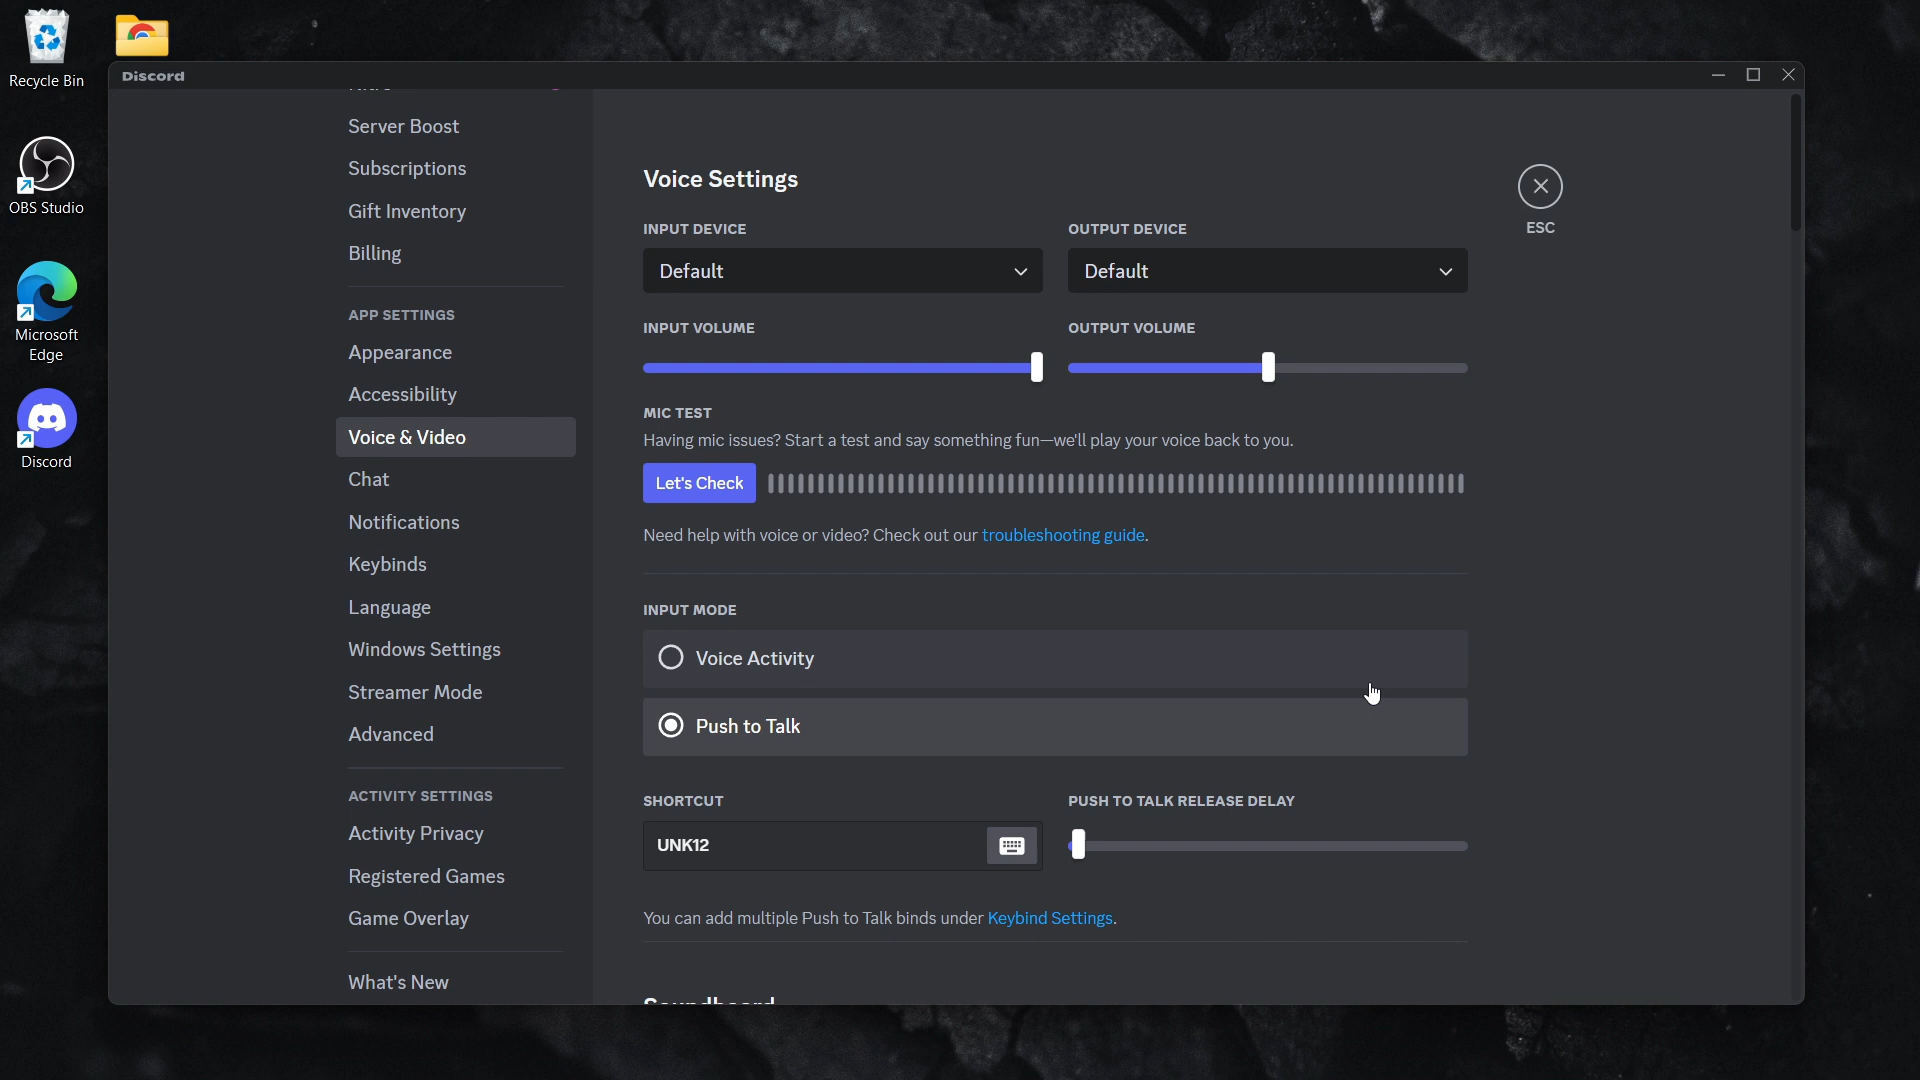 Recycle Bin
OBS Studio
Microsoft
Edge
Discord
Discord
Server Boost
Subscriptions
Gift Inventory
Billing
APP SETTINGS
Appearance
Accessibility
Voice & Video
Chat
Notifications
Keybinds
Language
Windows Settings
Streamer Mode
Advanced
ACTIVITY SETTINGS
Activity Privacy
Registered Games
Game Overlay
What's New
Voice Settings
ESC
INPUT DEVICE
OUTPUT DEVICE
Default
Default
INPUT VOLUME
OUTPUT VOLUME
MIC TEST
Having mic issues? Start a test and say something fun—we'll play your voice back to you.
Let's Check
Need help with voice or video? Check out our troubleshooting guide.
INPUT MODE
Voice Activity
Push to Talk
SHORTCUT
PUSH TO TALK RELEASE DELAY
UNK12
You can add multiple Push to Talk binds under Keybind Settings.
Soundboard